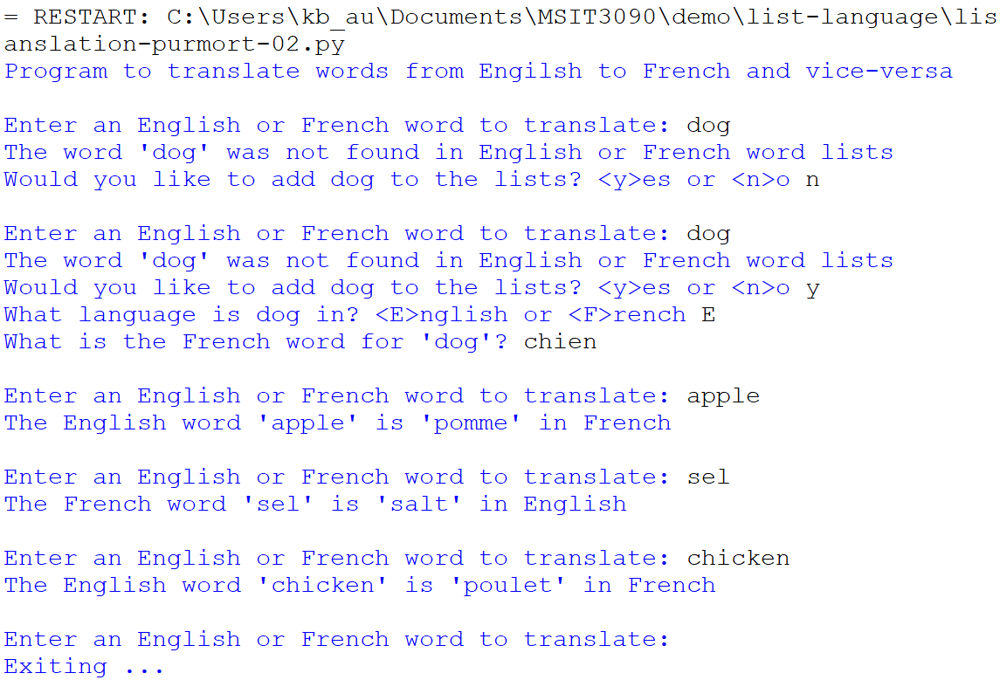 = RESTART: C:\Users\kb_au\Documents\MSIT3090\demo\list-language\lis
anslation-purmort-02.py
Program to translate words from Engilsh to French and vice-versa
Enter an English or French word to translate: dog
The word 'dog' was not found in English or French word lists
Would you like to add dog to the lists? <y>es or <n>o n
Enter an English or French word to translate: dog
The word 'dog' was not found in English or French word lists
Would you like to add dog to the lists? <y>es or <n>o y
What language is dog in? <E>nglish or <F>rench E
What is the French word for 'dog'? chien
Enter an English or French word to translate: apple
The English word 'apple' is 'pomme' in French
Enter an English or French word to translate: sel
The French word 'sel' is 'salt' in English
Enter an English or French word to translate: chicken
The English word 'chicken' is 'poulet' in French
Enter an English or French word to translate:
Exiting ...